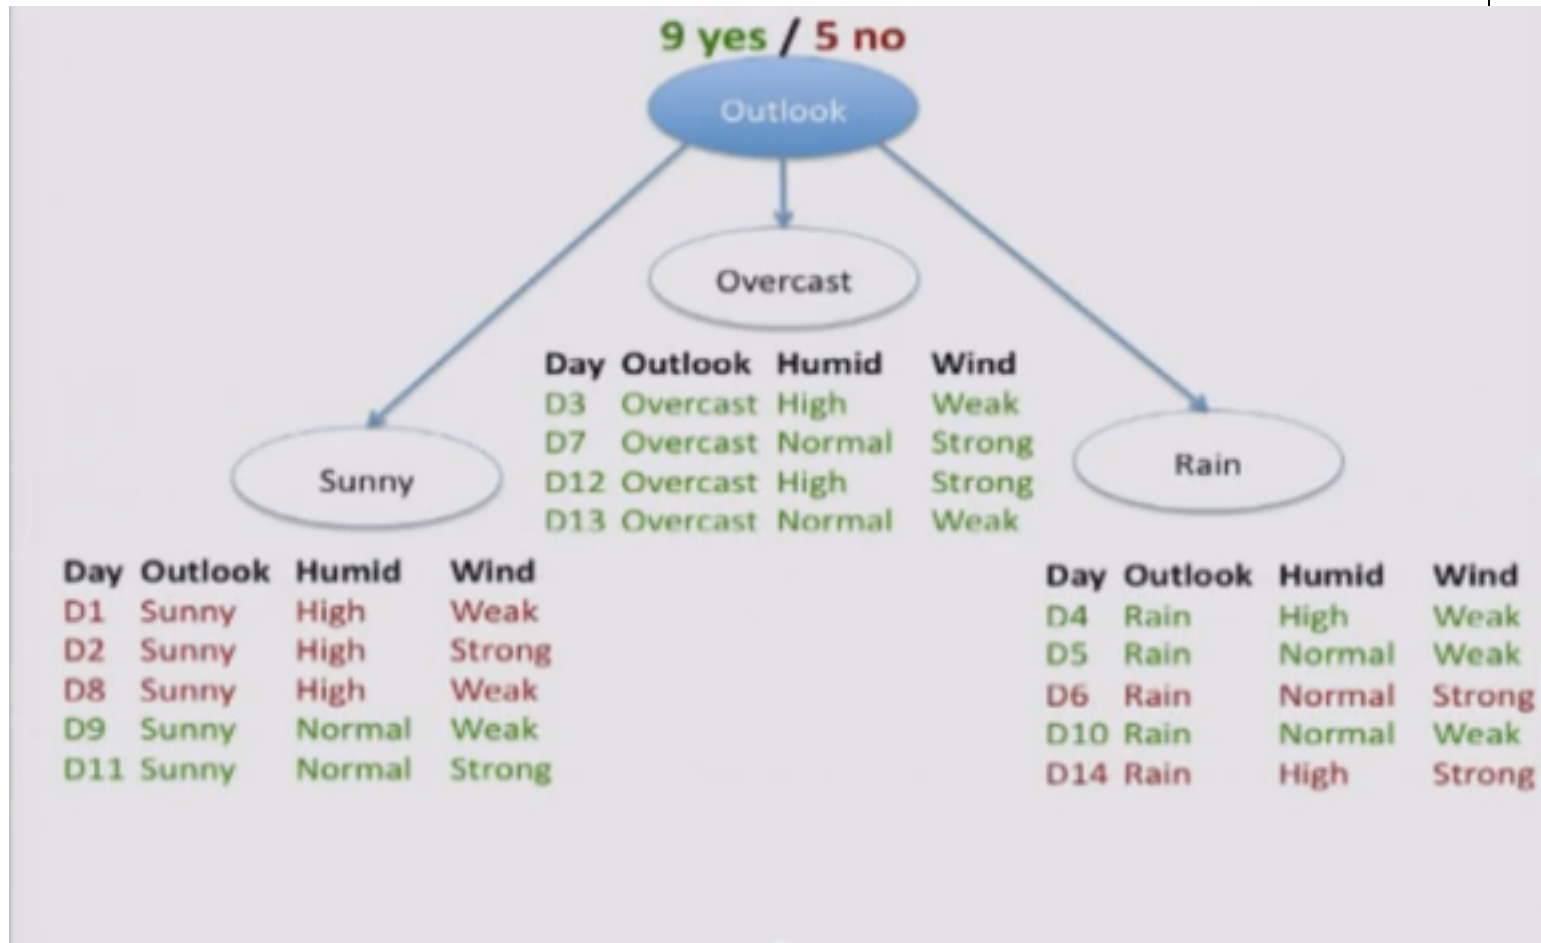 9 yes / 5 no
Outlook
Overcast
Day Outlook Humid Wind
D3 Overcast High Weak
D7 Overcast Normal Strong
D12 Overcast High Strong
D13 Overcast Normal Weak
Sunny
Day Outlook Humid Wind
D1 Sunny High Weak
D2 Sunny High Strong
D8 Sunny High Weak
D9 Sunny Normal Weak
D11 Sunny Normal Strong
Rain
Day Outlook Humid Wind
D4 Rain High Weak
D5 Rain Normal Weak
D6 Rain Normal Strong
D10 Rain Normal Weak
D14 Rain High Strong